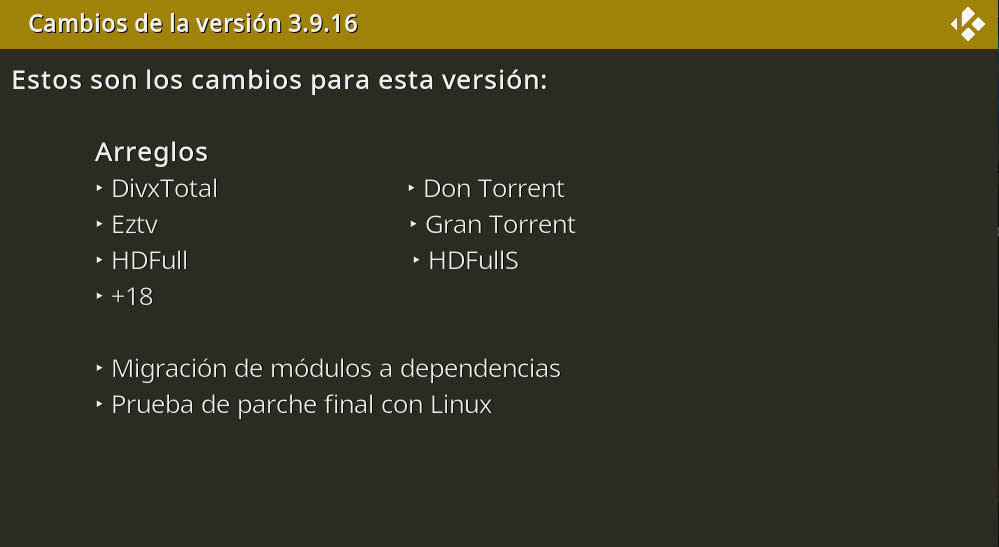 Cambios de la versión 3.9.16
Estos son los cambios para esta versión:
Arreglos
‣ DivxTotal ‣ Don Torrent
‣ Eztv ‣ Gran Torrent
‣ HDFull ‣ HDFullS
‣ +18
‣ Migración de módulos a dependencias
‣ Prueba de parche final con Linux